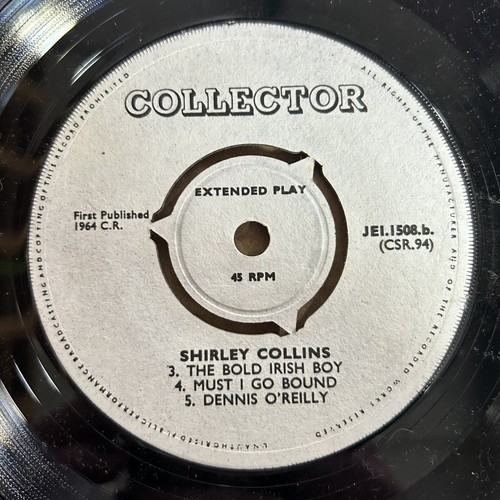 COLLECTOR
EXTENDED PLAY
First Published
1964 C.R.
JEI.1508.b.
(CSR.94)
45 RPM
SHIRLEY COLLINS
3. THE BOLD IRISH BOY
4. MUST I GO BOUND
5. DENNIS O'REILLY
ALL RIGHTS OF THE MANUFACTURER AND OF THE RECORDED WORKS RESERVED
UNAUTHORISED PUBLIC PERFORMANCE BROADCASTING AND COPYING OF THIS RECORD PROHIBITED